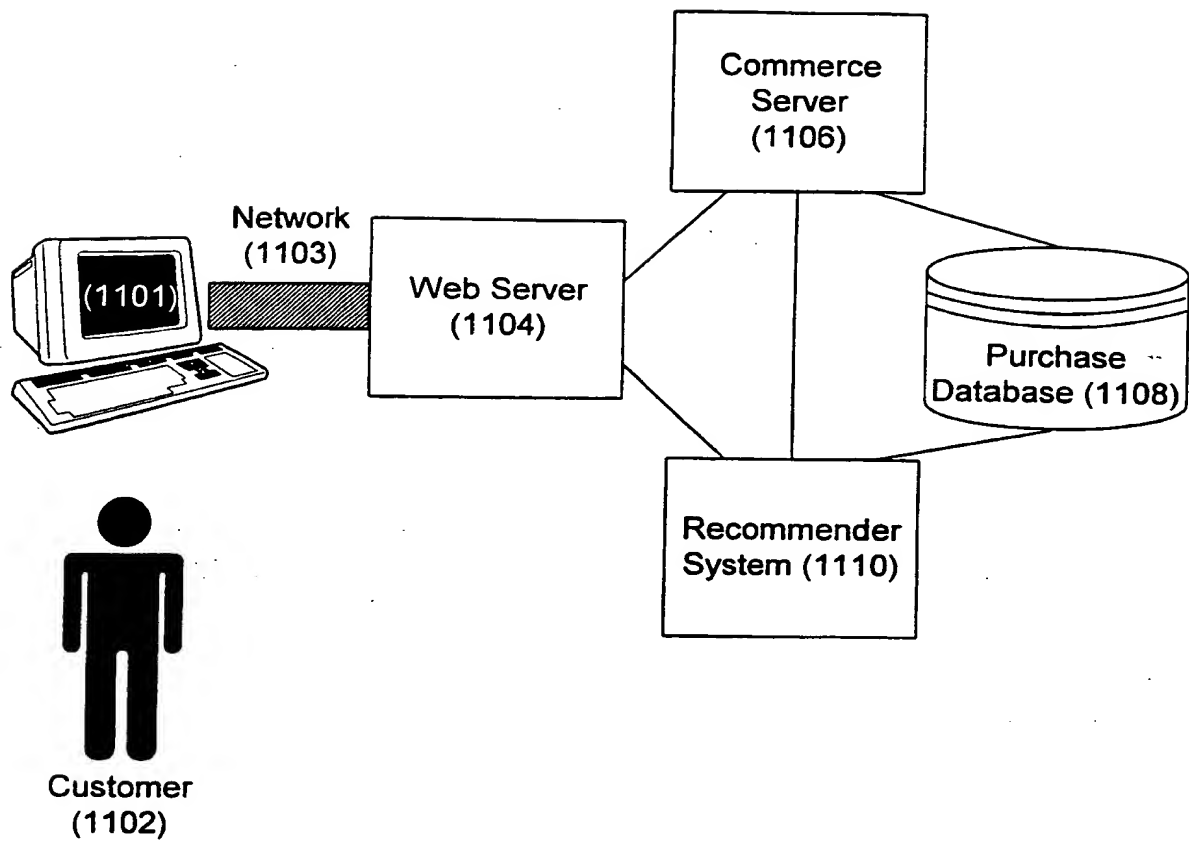 Commerce
Server
(1106)
Network
(1103)
(1101)
Web Server
(1104)
Purchase
Database (1108)
Recommender
System (1110)
Customer
(1102)